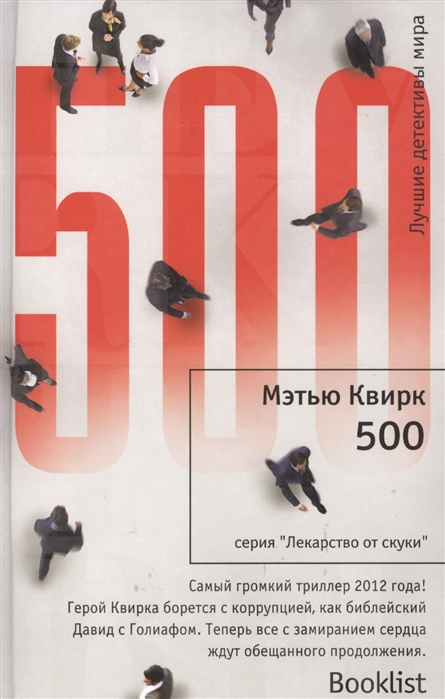 500
Лучшие детективы мира
Мэтью Квирк
500
серия "Лекарство от скуки"
Самый громкий триллер 2012 года!
Герой Квирка борется с коррупцией, как библейский
Давид с Голиафом. Теперь все с замиранием сердца
ждут обещанного продолжения.
Booklist